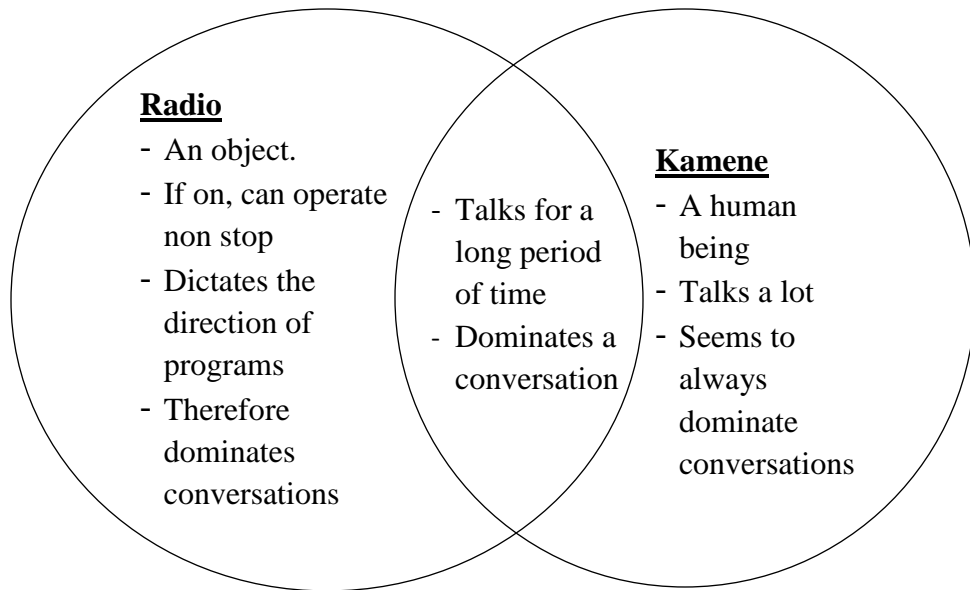 Radio
- An object.
- If on, can operate
non stop
- Dictates the
direction of
programs
- Therefore
dominates
conversations
- Talks for a
long period
of time
- Dominates a
conversation
Kamene
- A human
being
- Talks a lot
- Seems to
always
dominate
conversations